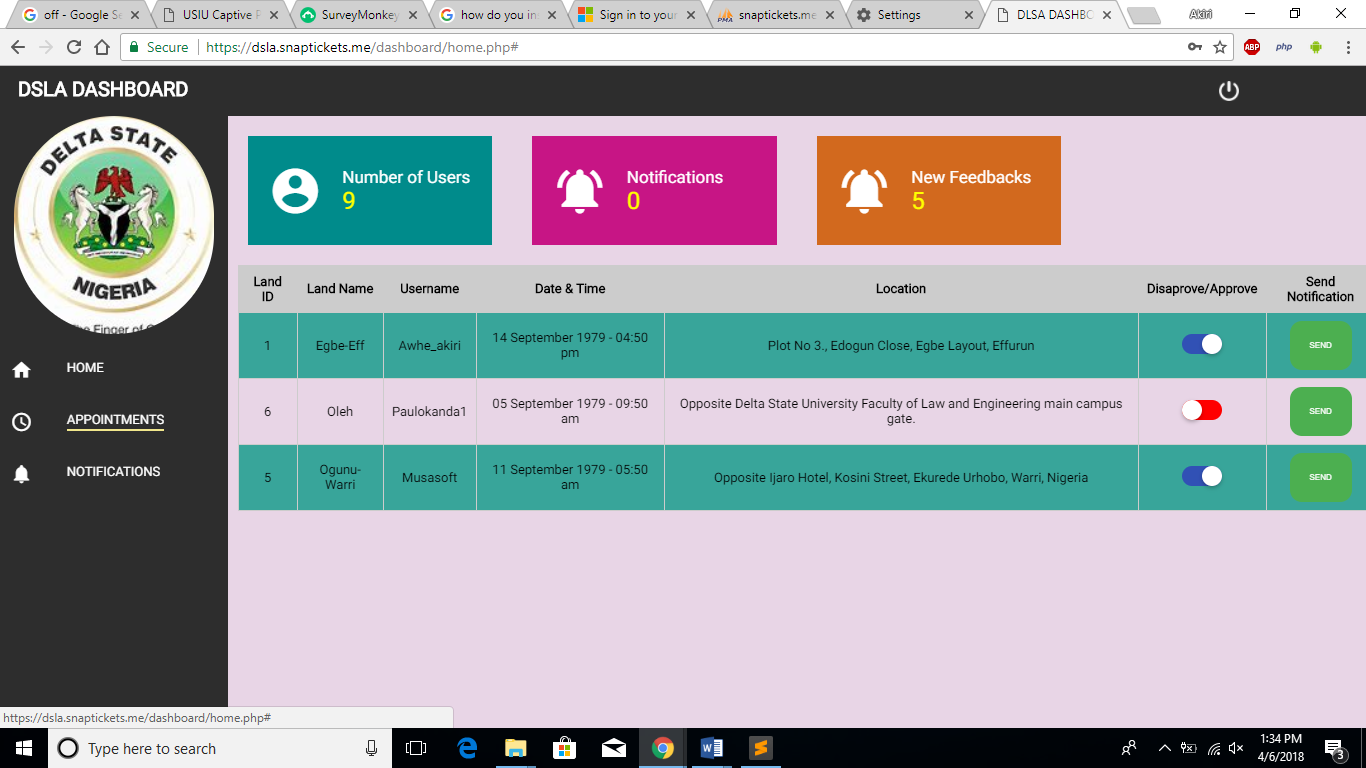 off - Google Se
USIU Captive P
SurveyMonkey
how do you in
Sign in to your
snaptickets.me
Settings
DLSA DASHBC
Akiri
Secure
https://dsla.snaptickets.me/dashboard/home.php#
ABP
php
DSLA DASHBOARD
DELTA STATE
NIGERIA
The Finger of G
HOME
APPOINTMENTS
NOTIFICATIONS
Number of Users
9
Notifications
0
New Feedbacks
5
Land ID Land Name Username Date & Time Location Disaprove/Approve Send Notification
1 Egbe-Eff Awhe_akiri 14 September 1979 - 04:50 pm Plot No 3., Edogun Close, Egbe Layout, Effurun SEND
6 Oleh Paulokanda1 05 September 1979 - 09:50 am Opposite Delta State University Faculty of Law and Engineering main campus gate. SEND
5 Ogunu-Warri Musasoft 11 September 1979 - 05:50 am Opposite Ijaro Hotel, Kosini Street, Ekurede Urhobo, Warri, Nigeria SEND
https://dsla.snaptickets.me/dashboard/home.php#
Type here to search
1:34 PM
4/6/2018
3